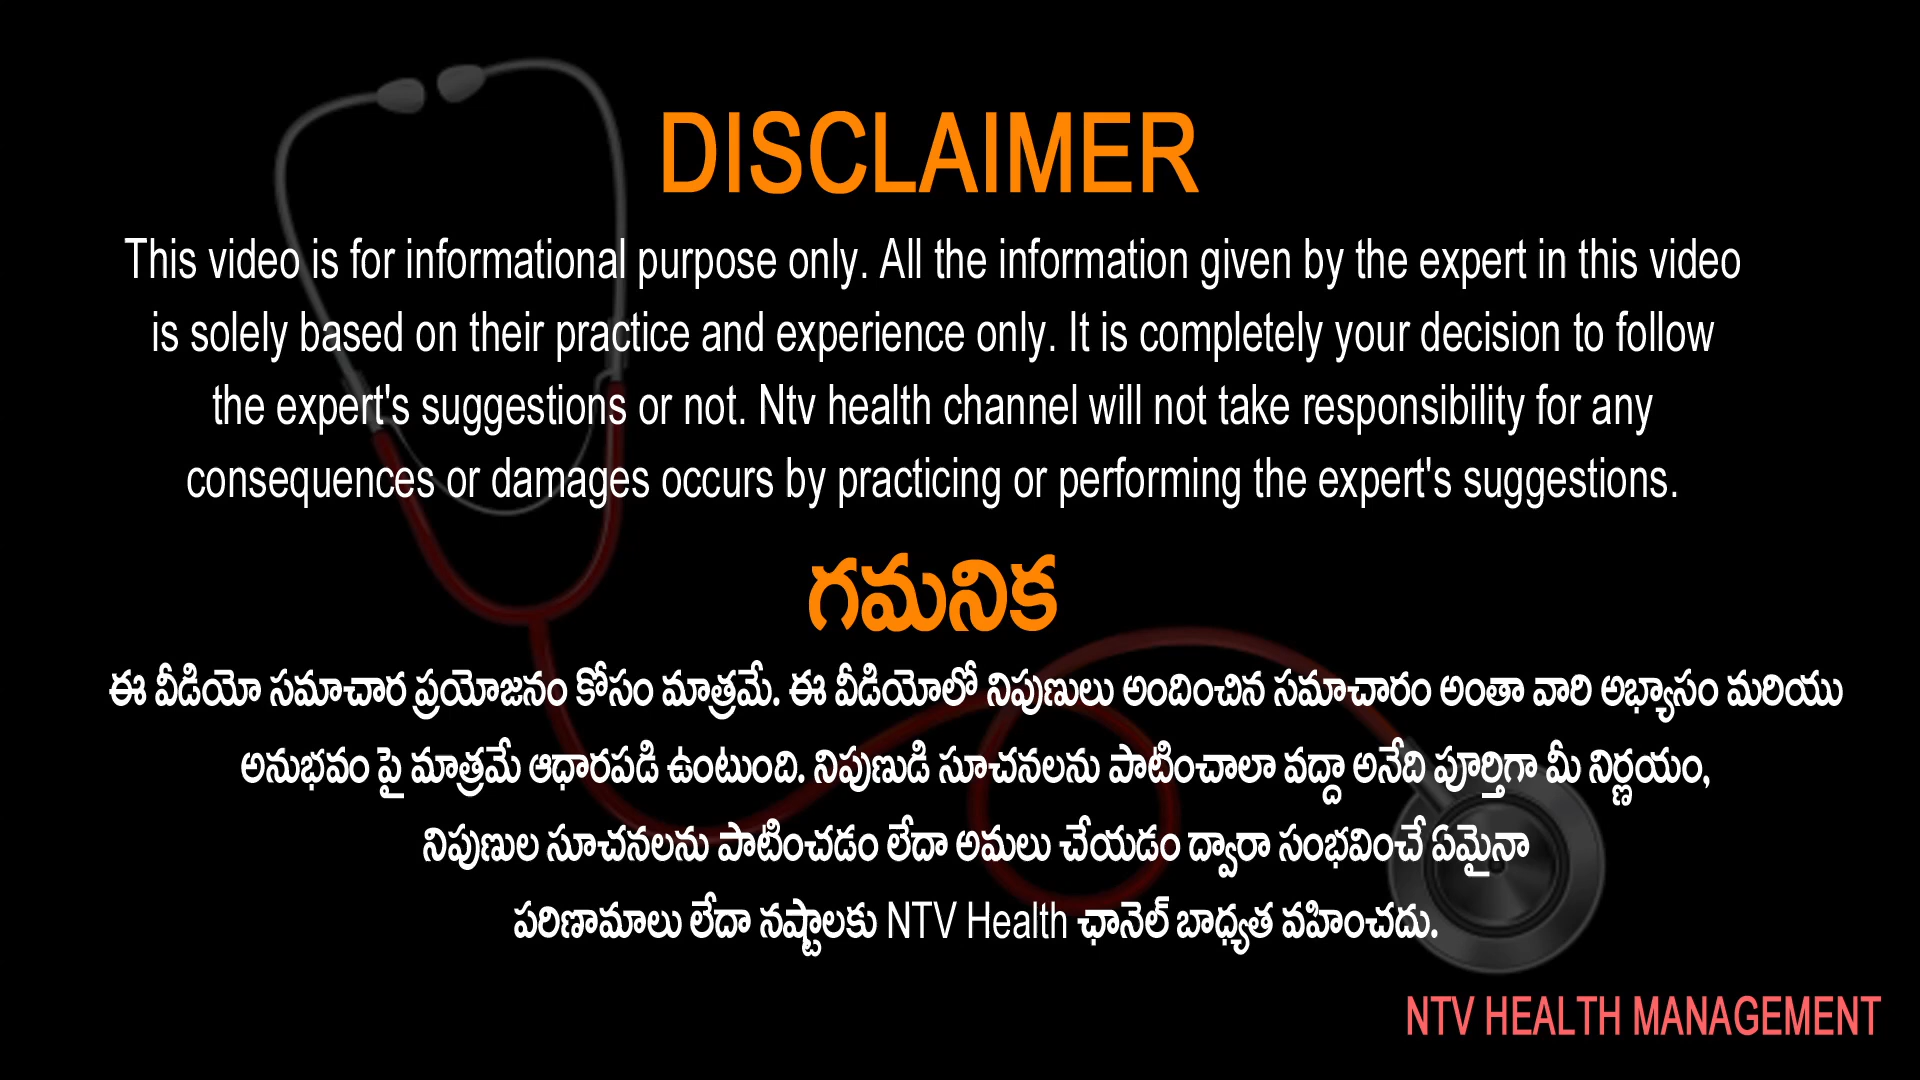 DISCLAIMER
This video is for informational purpose only. All the information given by the expert in this video
is solely based on their practice and experience only. It is completely your decision to follow
the expert's suggestions or not. Ntv health channel will not take responsibility for any
consequences or damages occurs by practicing or performing the expert's suggestions.
గమనిక
ఈ వీడియో సమాచార ప్రయోజనం కోసం మాత్రమే. ఈ వీడియోలో నిపుణులు అందించిన సమాచారం అంతా వారి అభ్యాసం మరియు
అనుభవం పై మాత్రమే ఆధారపడి ఉంటుంది. నిపుణుడి సూచనలను పాటించాలా వద్దా అనేది పూర్తిగా మీ నిర్ణయం,
నిపుణుల సూచనలను పాటించడం లేదా అమలు చేయడం ద్వారా సంభవించే ఏమైనా
పరిణామాలు లేదా నష్టాలకు NTV Health ఛానెల్ బాధ్యత వహించదు.
NTV HEALTH MANAGEMENT